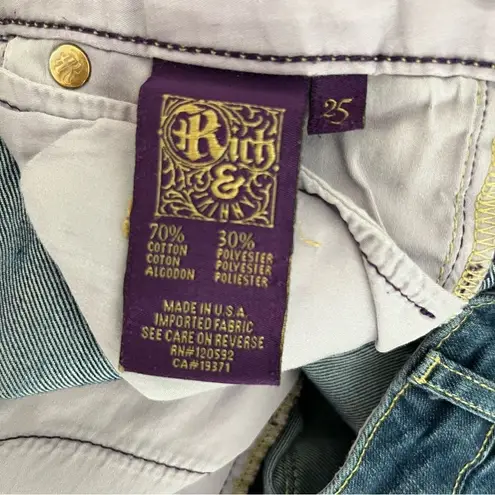 Rich
&
Skinny
25
70% 30%
COTTON POLYESTER
COTON POLYESTER
ALGODON POLIESTER
MADE IN U.S.A.
IMPORTED FABRIC
SEE CARE ON REVERSE
RN#120592
CA#19371